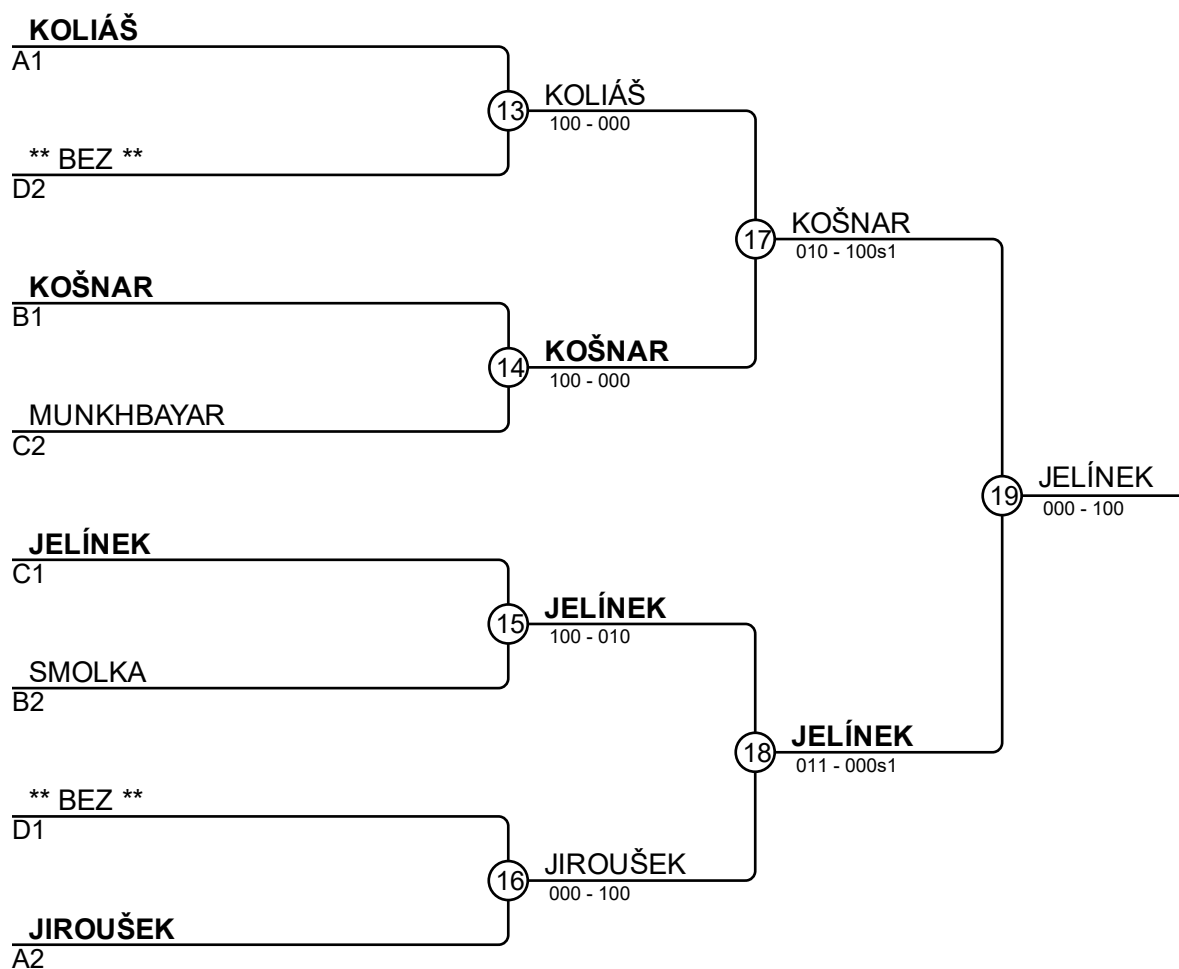 KOLIÁŠ
A1
13
KOLIÁŠ
100 - 000
** BEZ **
D2
17
KOŠNAR
010 - 100s1
KOŠNAR
B1
14
KOŠNAR
100 - 000
MUNKHBAYAR
C2
19
JELÍNEK
000 - 100
JELÍNEK
C1
15
JELÍNEK
100 - 010
SMOLKA
B2
18
JELÍNEK
011 - 000s1
** BEZ **
D1
16
JIROUŠEK
000 - 100
JIROUŠEK
A2